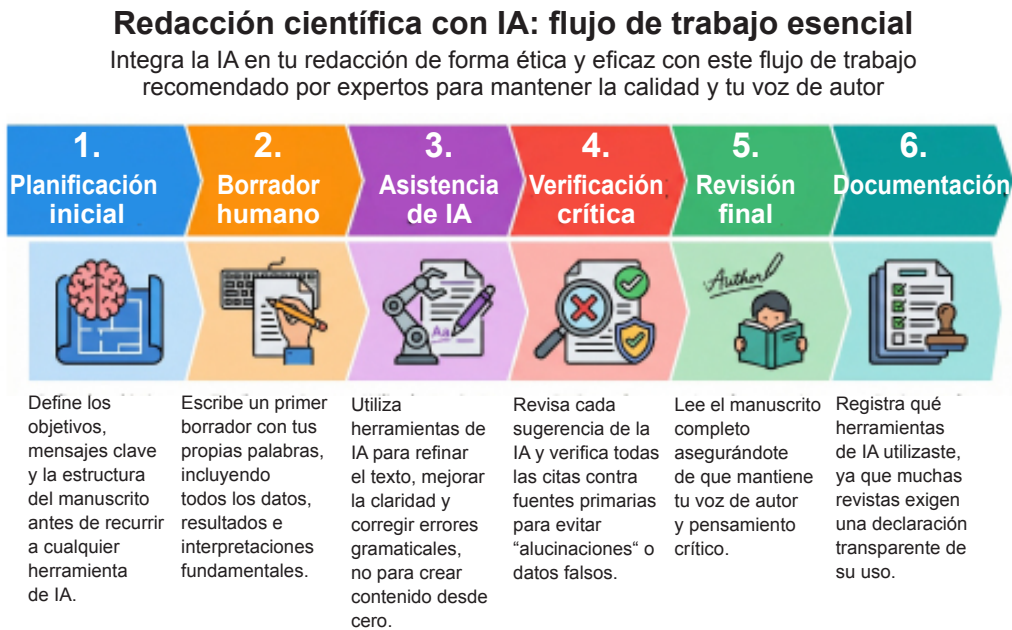 Redacción científica con IA: flujo de trabajo esencial
Integra la IA en tu redacción de forma ética y eficaz con este flujo de trabajo
recomendado por expertos para mantener la calidad y tu voz de autor
1.
Planificación
inicial
2.
Borrador
humano
3.
Asistencia
de IA
4.
Verificación
crítica
5.
Revisión
final
6.
Documentación
Aa
Author
Define los
objetivos,
mensajes clave
y la estructura
del manuscrito
antes de recurrir
a cualquier
herramienta
de IA.
Escribe un primer
borrador con tus
propias palabras,
incluyendo
todos los datos,
resultados e
interpretaciones
fundamentales.
Utiliza
herramientas de
IA para refinar
el texto, mejorar
la claridad y
corregir errores
gramaticales,
no para crear
contenido desde
cero.
Revisa cada
sugerencia de la
IA y verifica todas
las citas contra
fuentes primarias
para evitar
“alucinaciones“ o
datos falsos.
Lee el manuscrito
completo
asegurándote
de que mantiene
tu voz de autor
y pensamiento
crítico.
Registra qué
herramientas
de IA utilizaste,
ya que muchas
revistas exigen
una declaración
transparente de
su uso.